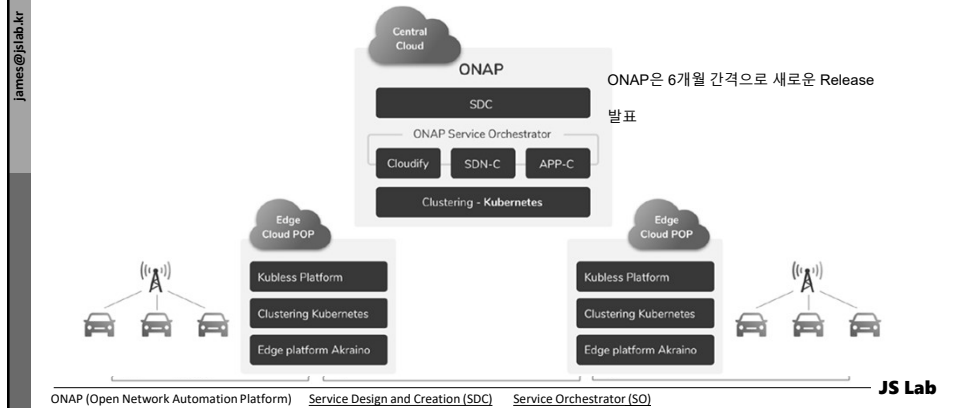 james@jslab.kr
Central
Cloud
ONAP
ONAP은 6개월 간격으로 새로운 Release
발표
SDC
ONAP Service Orchestrator
Cloudify
SDN-C
APP-C
Clustering - Kubernetes
Edge
Cloud POP
Kubless Platform
Clustering Kubernetes
Edge platform Akraino
Edge
Cloud POP
Kubless Platform
Clustering Kubernetes
Edge platform Akraino
ONAP (Open Network Automation Platform) Service Design and Creation (SDC) Service Orchestrator (SO)
JS Lab